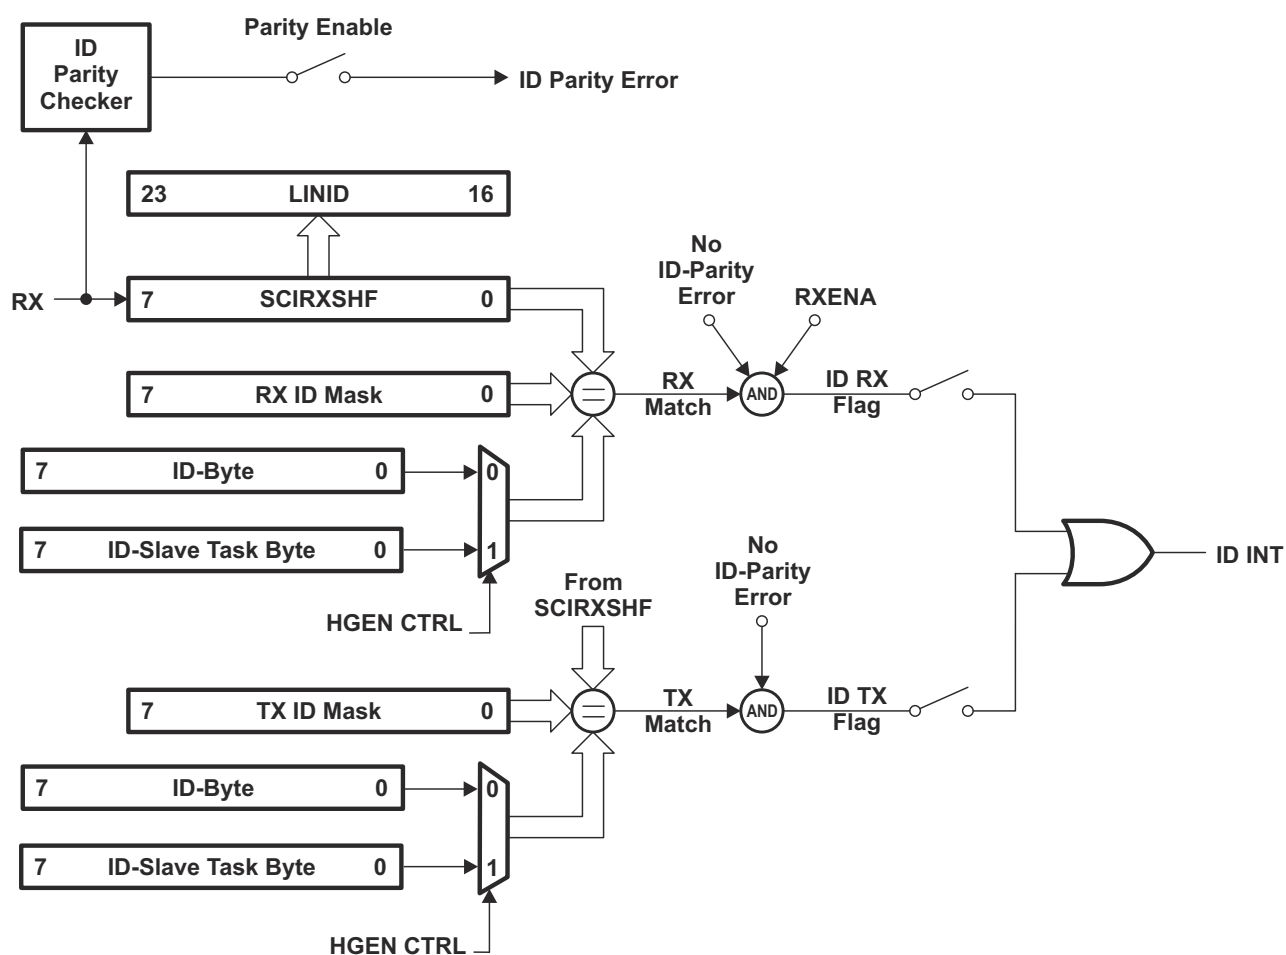 Parity Enable
ID
Parity
Checker
ID Parity Error
23 LINID 16
RX
7 SCIRXSHF 0
No
ID-Parity
Error
RXENA
7 RX ID Mask 0
RX
Match
AND
ID RX
Flag
7 ID-Byte 0
0
7 ID-Slave Task Byte 0
1
HGEN CTRL
From
SCIRXSHF
No
ID-Parity
Error
ID INT
7 TX ID Mask 0
TX
Match
AND
ID TX
Flag
7 ID-Byte 0
0
7 ID-Slave Task Byte 0
1
HGEN CTRL